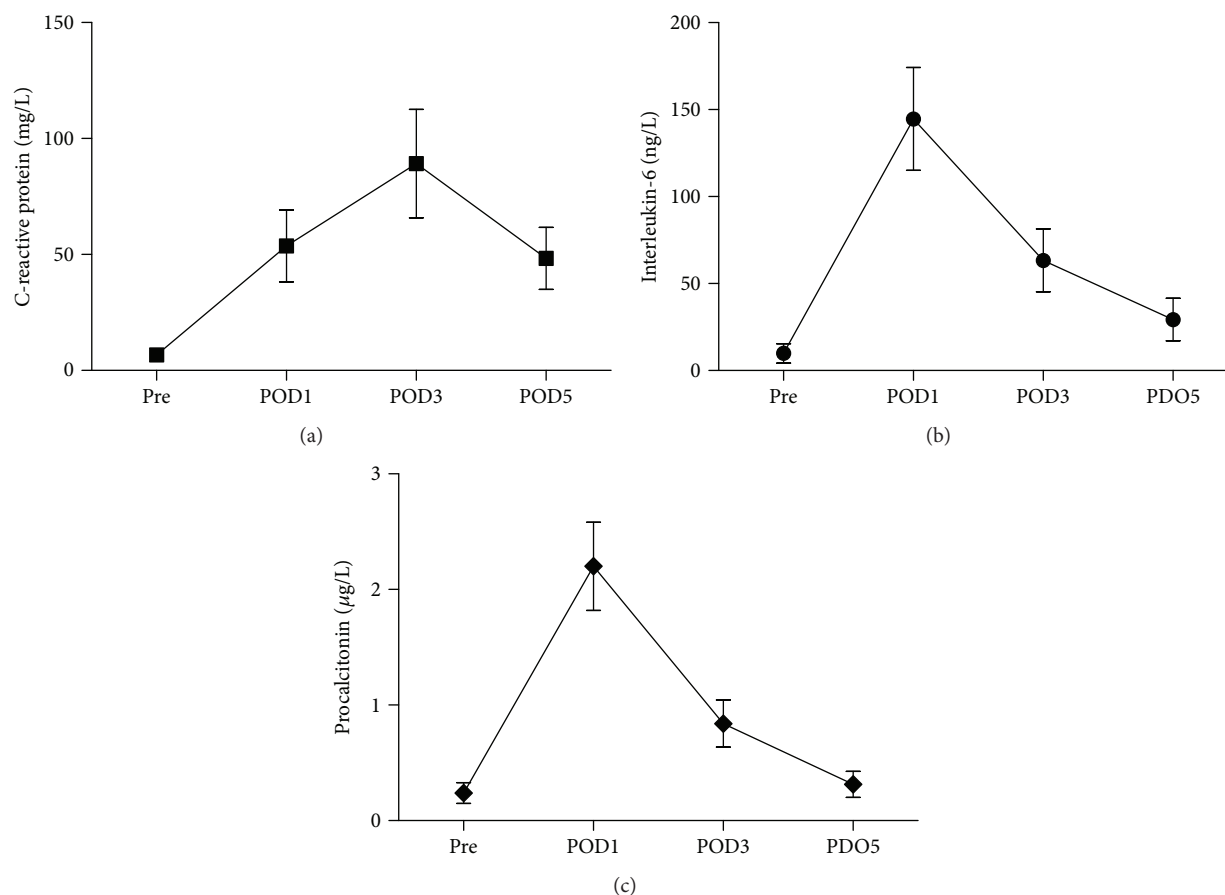 C-reactive protein (mg/L)
150
100
50
0
Pre POD1 POD3 POD5
(a)
Interleukin-6 (ng/L)
200
150
100
50
0
Pre POD1 POD3 PDO5
(b)
Procalcitonin (μg/L)
3
2
1
0
Pre POD1 POD3 PDO5
(c)